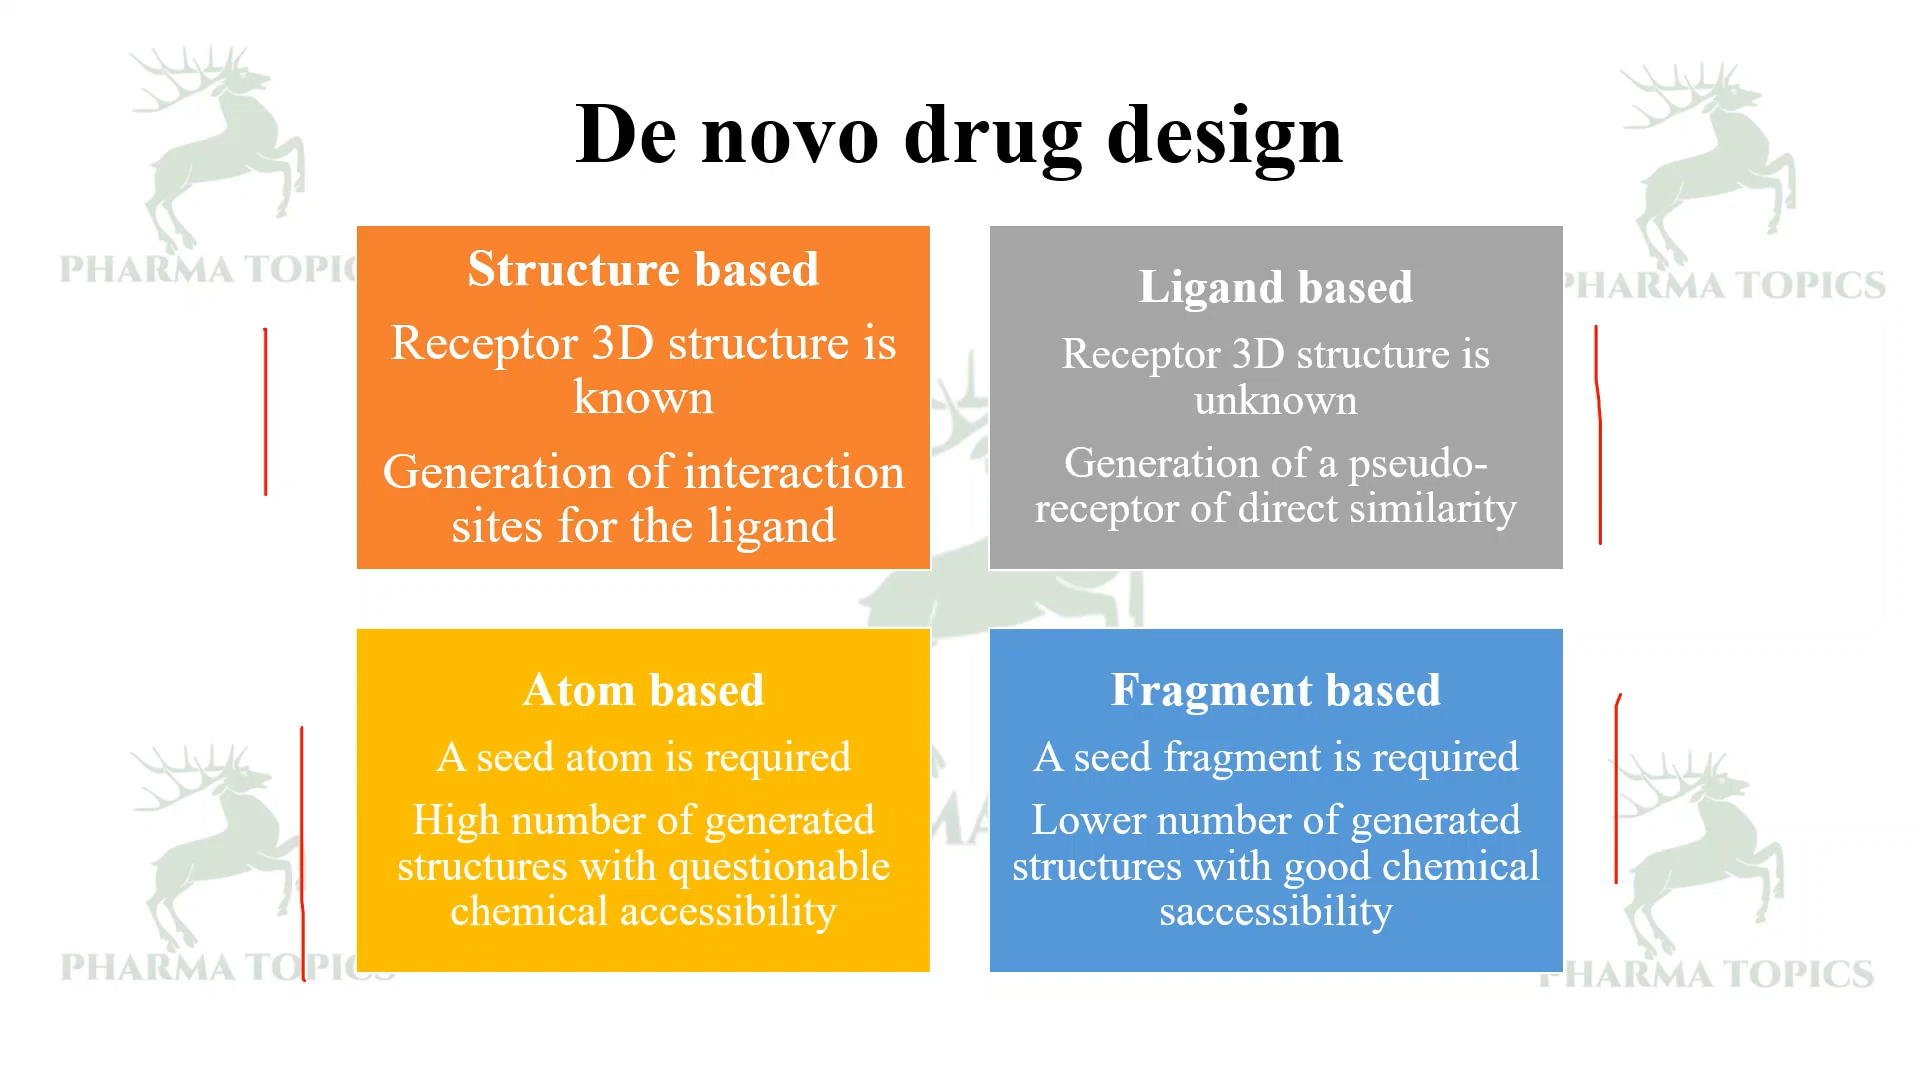 De novo drug design
PHARMA TOPIC
PHARMA TOPICS
Structure based
Receptor 3D structure is
known
Generation of interaction
sites for the ligand
Ligand based
Receptor 3D structure is
unknown
Generation of a pseudo-
receptor of direct similarity
Atom based
A seed atom is required
High number of generated
structures with questionable
chemical accessibility
Fragment based
A seed fragment is required
Lower number of generated
structures with good chemical
saccessibility
MA
PHARMA TOPICS
PHARMA TOPICS